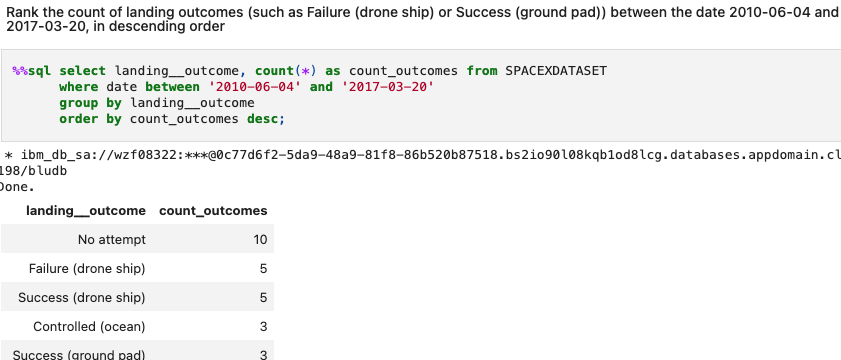 Rank the count of landing outcomes (such as Failure (drone ship) or Success (ground pad)) between the date 2010-06-04 and
2017-03-20, in descending order
%%sql select landing__outcome, count(*) as count_outcomes from SPACEXDATASET
where date between '2010-06-04' and '2017-03-20'
group by landing__outcome
order by count_outcomes desc;
* ibm_db_sa://wzf08322:***@0c77d6f2-5da9-48a9-81f8-86b520b87518.bs2io90l08kqb1od8lcg.databases.appdomain.cl
198/bludb
Done.
landing__outcome count_outcomes
No attempt 10
Failure (drone ship) 5
Success (drone ship) 5
Controlled (ocean) 3
Success (ground pad) 3